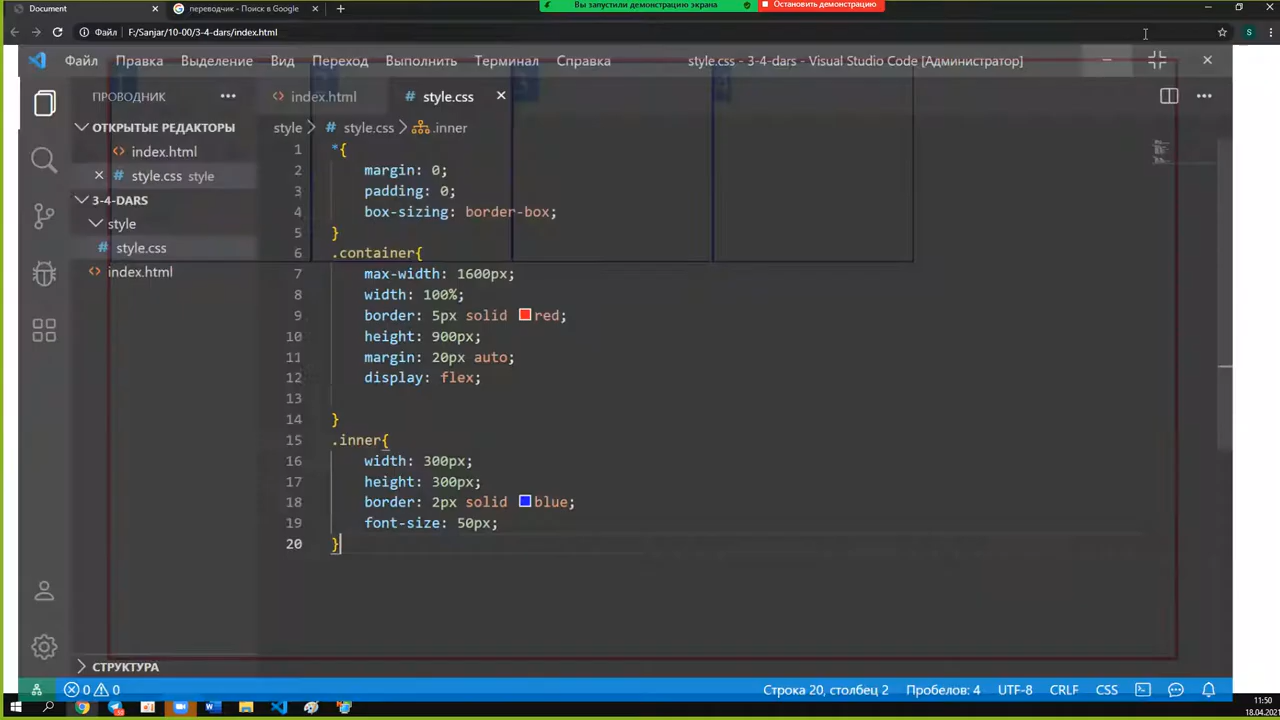 Document
переводчик - Поиск в Google
Вы запустили демонстрацию экрана
Остановить демонстрацию
Файл
F:/Sanjar/10-00/3-4-dars/index.html
S
Файл Правка Выделение Вид Переход Выполнить Терминал Справка
style.css - 3-4-dars - Visual Studio Code [Администратор]
ПРОВОДНИК
index.html
style.css
ОТКРЫТЫЕ РЕДАКТОРЫ
index.html
style.css style
3-4-DARS
style
style.css
index.html
style > style.css > .inner
1 *{
2 margin: 0;
3 padding: 0;
4 box-sizing: border-box;
5 }
6 .container{
7 max-width: 1600px;
8 width: 100%;
9 border: 5px solid red;
10 height: 900px;
11 margin: 20px auto;
12 display: flex;
13
14 }
15 .inner{
16 width: 300px;
17 height: 300px;
18 border: 2px solid blue;
19 font-size: 50px;
20 }
СТРУКТУРА
0 0
Строка 20, столбец 2 Пробелов: 4 UTF-8 CRLF CSS
11:50
18.04.2021